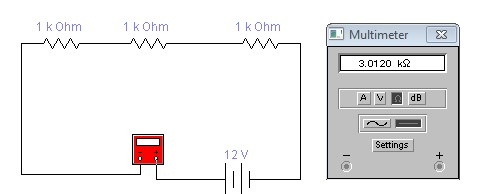 1 k Ohm 1 k Ohm 1 k Ohm
12 V
Multimeter
3.0120 kΩ
A V Ω dB
Settings
− +